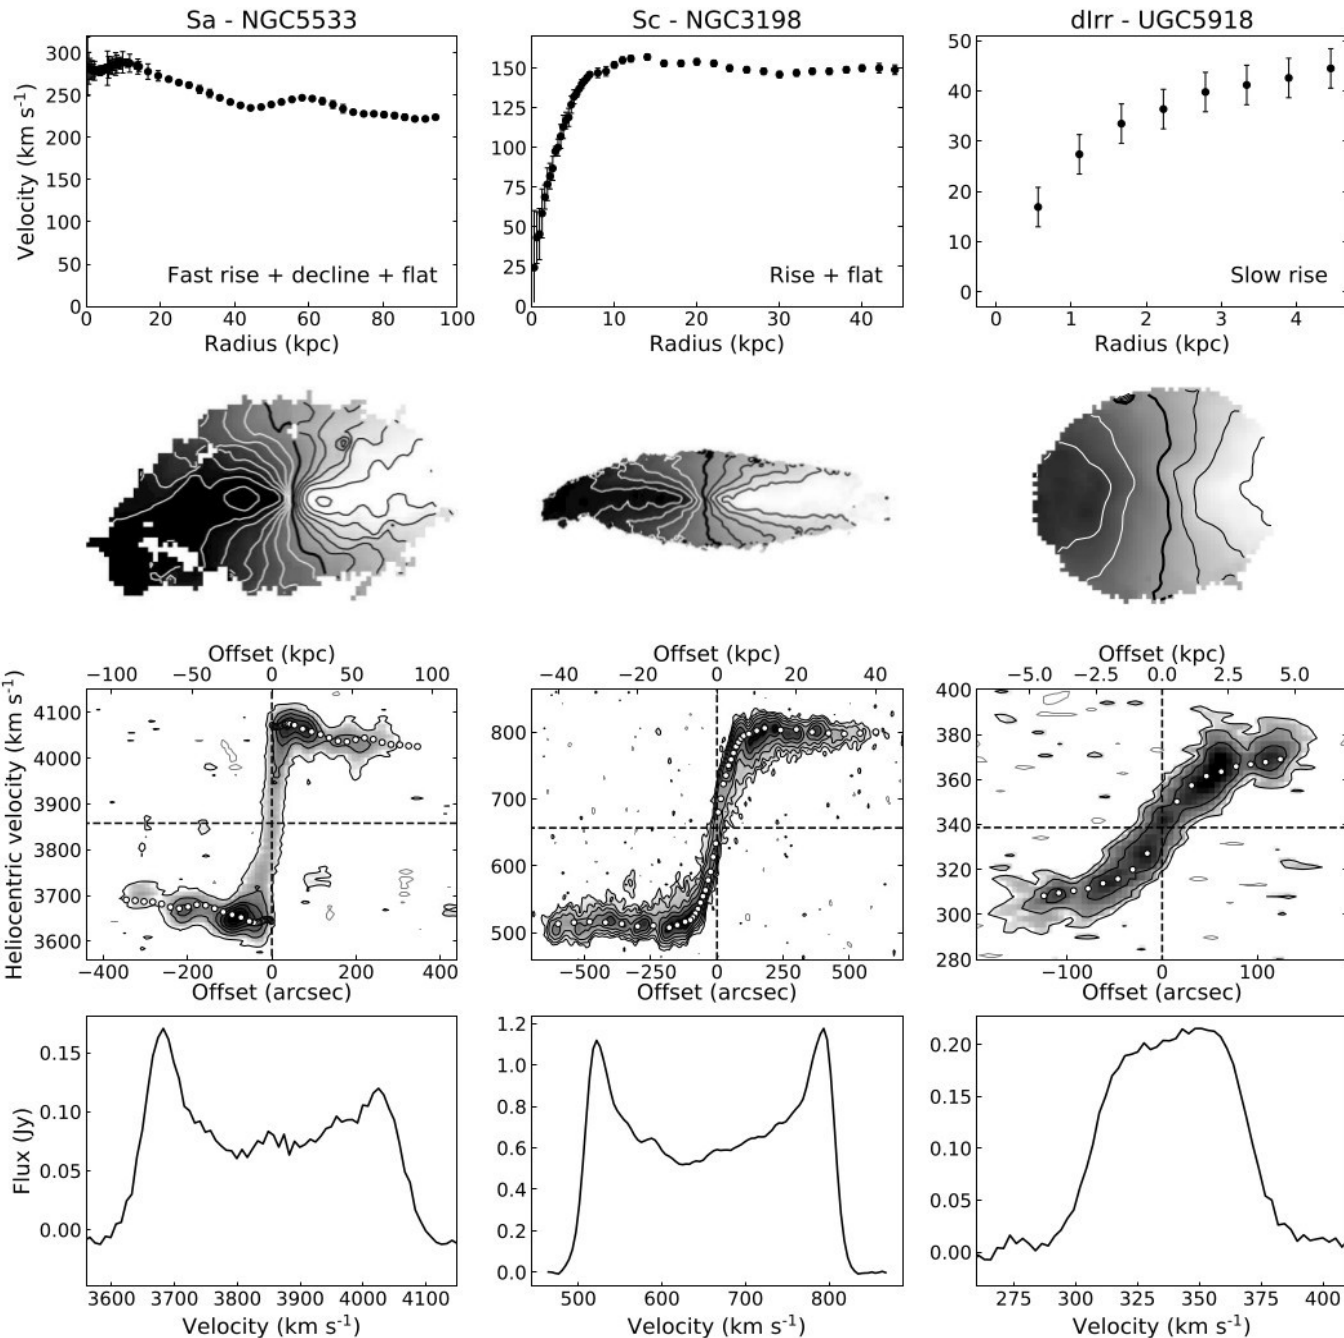 Sa - NGC5533
Sc - NGC3198
dIrr - UGC5918
Velocity (km s⁻¹)
300
250
200
150
100
50
0
Fast rise + decline + flat
0 20 40 60 80 100
Radius (kpc)
150
125
100
75
50
25
0
Rise + flat
0 10 20 30 40
Radius (kpc)
50
40
30
20
10
0
Slow rise
0 1 2 3 4
Radius (kpc)
Offset (kpc)
−100 −50 0 50 100
Heliocentric velocity (km s⁻¹)
4100
4000
3900
3800
3700
3600
−400 −200 0 200 400
Offset (arcsec)
Offset (kpc)
−40 −20 0 20 40
800
700
600
500
−500 −250 0 250 500
Offset (arcsec)
Offset (kpc)
−5.0 −2.5 0.0 2.5 5.0
400
380
360
340
320
300
280
−100 0 100
Offset (arcsec)
Flux (Jy)
0.15
0.10
0.05
0.00
3600 3700 3800 3900 4000 4100
Velocity (km s⁻¹)
1.2
1.0
0.8
0.6
0.4
0.2
0.0
500 600 700 800
Velocity (km s⁻¹)
0.20
0.15
0.10
0.05
0.00
275 300 325 350 375 400
Velocity (km s⁻¹)